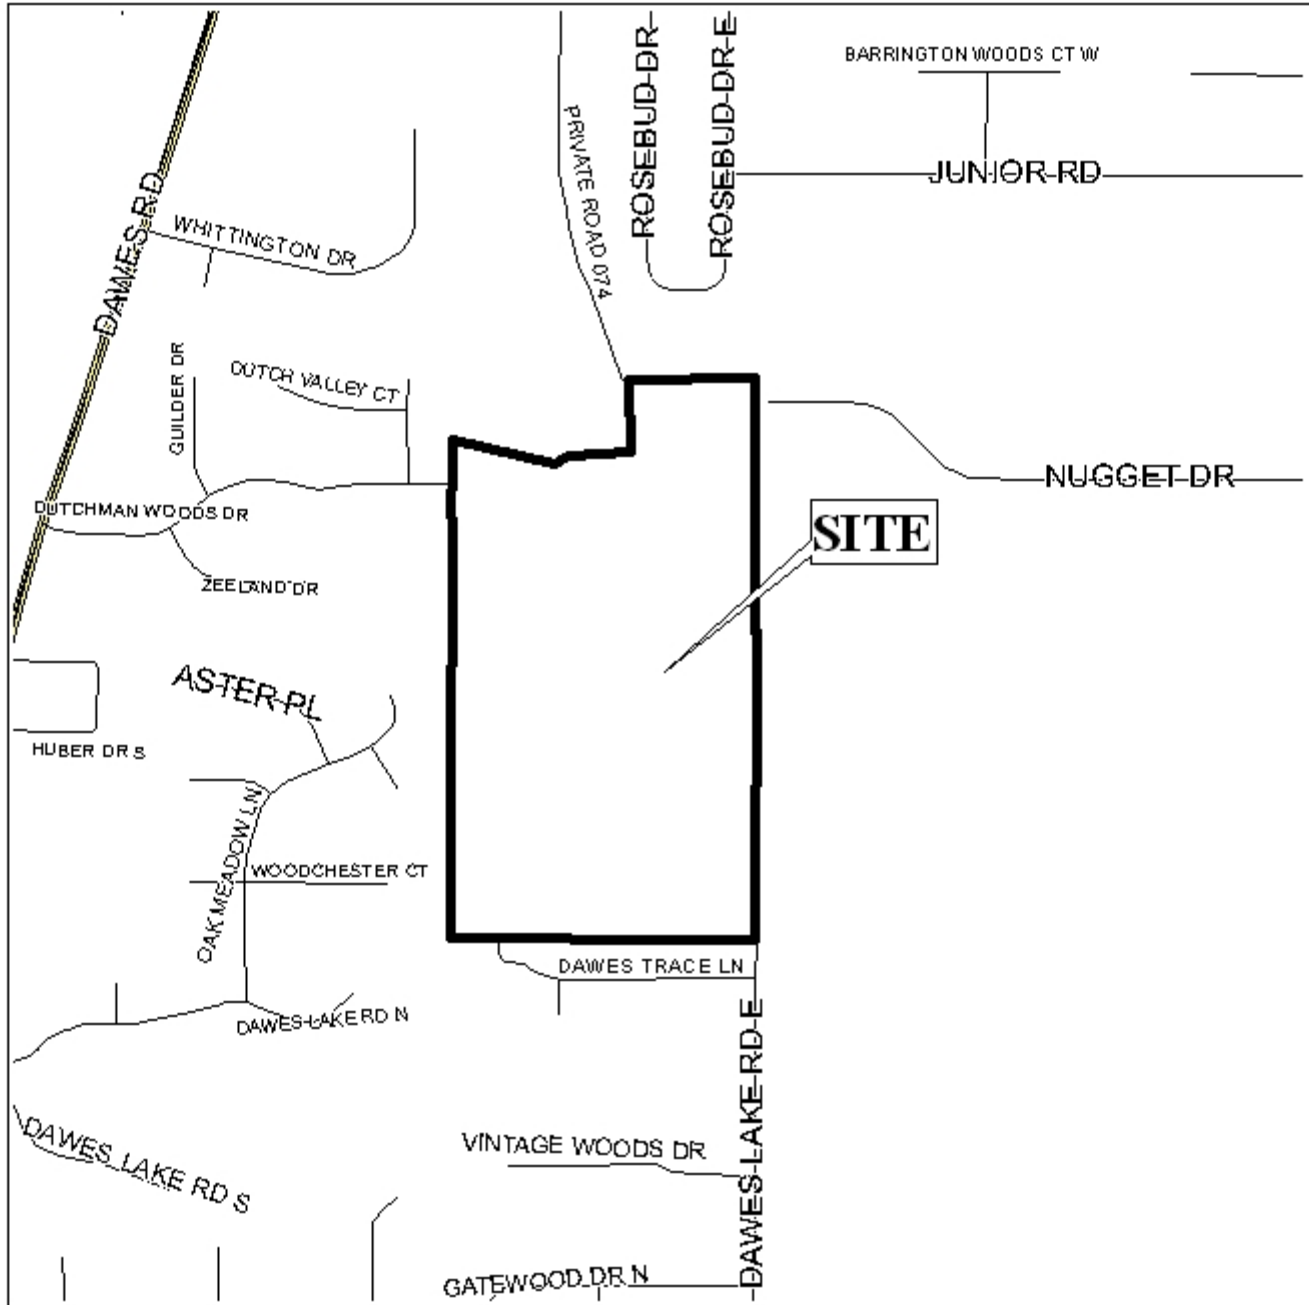 BARRINGTON WOODS CT W
ROSEBUD DR
ROSEBUD DR E
PRIVATE ROAD 074
JUNIOR RD
DAWES RD
WHITTINGTON DR
GUILDER DR
DUTCH VALLEY CT
NUGGET DR
DUTCHMAN WOODS DR
SITE
ZEELAND DR
ASTER PL
HUBER DR S
OAKMEADOW LN
WOODCHESTER CT
DAWES TRACE LN
DAWES LAKE RD N
DAWES LAKE RD E
DAWES LAKE RD S
VINTAGE WOODS DR
GATEWOOD DR N